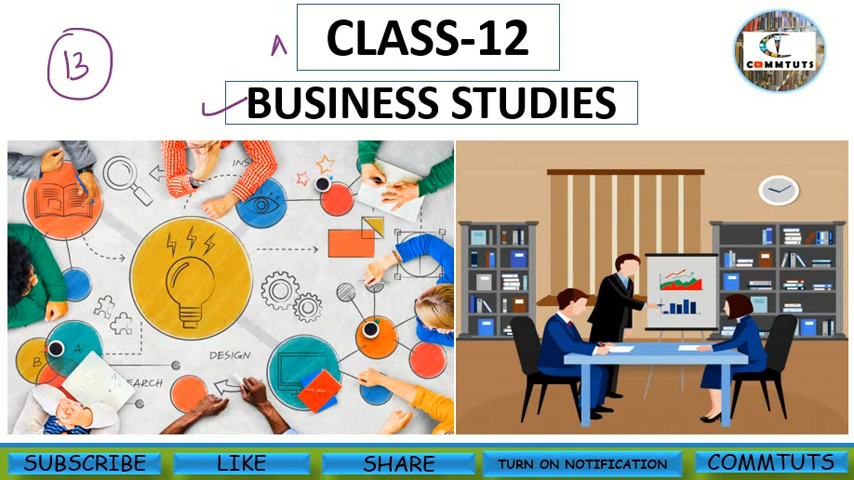 13
CLASS-12
COMMTUTS
BUSINESS STUDIES
DESIGN
B
A
SUBSCRIBE
LIKE
SHARE
TURN ON NOTIFICATION
COMMTUTS